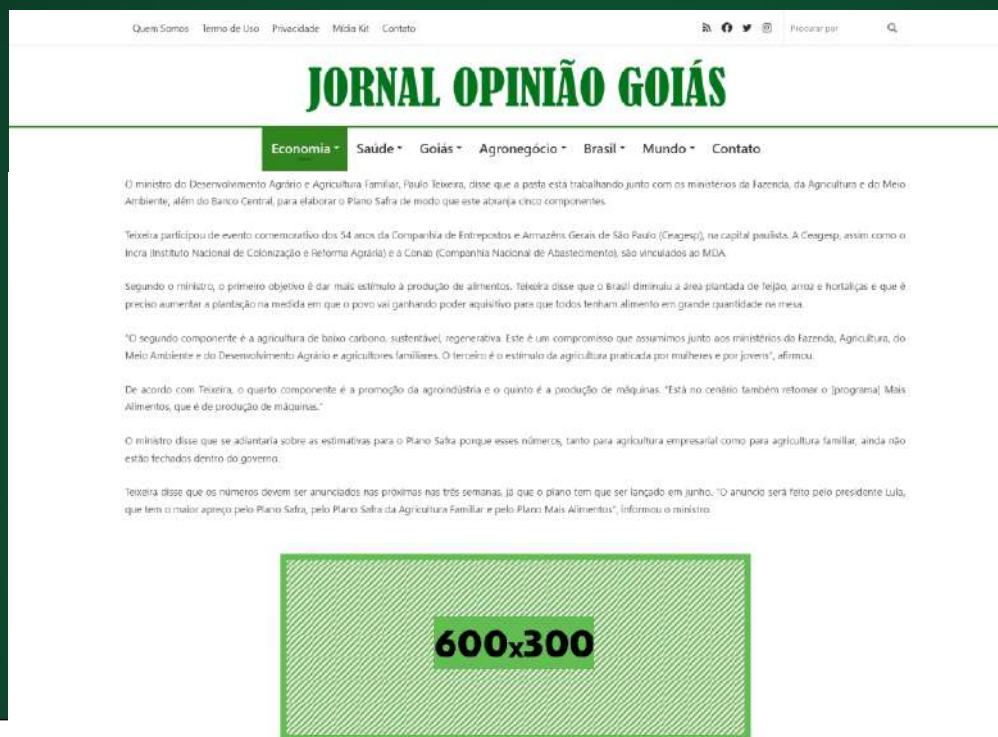 Quem Somos Termo de Uso Privacidade Mídia Kit Contato
Procurar por
JORNAL OPINIÃO GOIÁS
Economia Saúde Goiás Agronegócio Brasil Mundo Contato
O ministro do Desenvolvimento Agrário e Agricultura Familiar, Paulo Teixeira, disse que a pasta está trabalhando junto com os ministérios da Fazenda, da Agricultura e do Meio
Ambiente, além do Banco Central, para elaborar o Plano Safra de modo que este abranja cinco componentes.
Teixeira participou de evento comemorativo dos 54 anos da Companhia de Entrepostos e Armazéns Gerais de São Paulo (Ceagesp), na capital paulista. A Ceagesp, assim como o
Incra (Instituto Nacional de Colonização e Reforma Agrária) e a Conab (Companhia Nacional de Abastecimento), são vinculados ao MDA.
Segundo o ministro, o primeiro objetivo é dar mais estímulo à produção de alimentos. Teixeira disse que o Brasil diminuiu a área plantada de feijão, arroz e hortaliças e que é
preciso aumentar a plantação na medida em que o povo vai ganhando poder aquisitivo para que todos tenham alimento em grande quantidade na mesa.
"O segundo componente é a agricultura de baixo carbono, sustentável, regenerativa. Este é um compromisso que assumimos junto aos ministérios da Fazenda, Agricultura, do
Meio Ambiente e do Desenvolvimento Agrário e agricultores familiares. O terceiro é o estímulo da agricultura praticada por mulheres e por jovens", afirmou.
De acordo com Teixeira, o quarto componente é a promoção da agroindústria e o quinto é a produção de máquinas. "Está no cenário também retomar o [programa] Mais
Alimentos, que é de produção de máquinas."
O ministro disse que se adiantaria sobre as estimativas para o Plano Safra porque esses números, tanto para agricultura empresarial como para agricultura familiar, ainda não
estão fechados dentro do governo.
Teixeira disse que os números devem ser anunciados nas próximas nas três semanas, já que o plano tem que ser lançado em junho. "O anúncio será feito pelo presidente Lula,
que tem o maior apreço pelo Plano Safra, pelo Plano Safra da Agricultura Familiar e pelo Plano Mais Alimentos", informou o ministro.
600x300